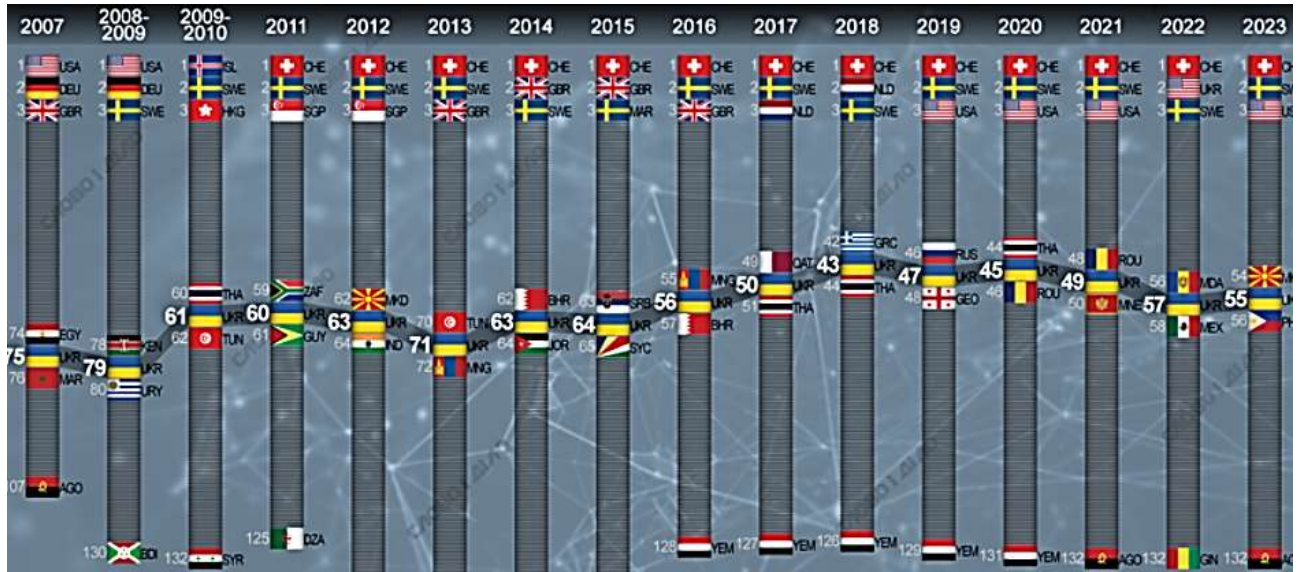 2007 2008-2009 2009-2010 2011 2012 2013 2014 2015 2016 2017 2018 2019 2020 2021 2022 2023
1 USA 1 USA 1 ISL 1 CHE 1 CHE 1 CHE 1 CHE 1 CHE 1 CHE 1 CHE 1 CHE 1 CHE 1 CHE 1 CHE 1 CHE 1 CH
2 DEU 2 DEU 2 SWE 2 SWE 2 SWE 2 SWE 2 GBR 2 GBR 2 SWE 2 SWE 2 NLD 2 SWE 2 SWE 2 SWE 2 UKR 2 SW
3 GBR 3 SWE 3 HKG 3 SGP 3 SGP 3 GBR 3 SWE 3 MAR 3 GBR 3 NLD 3 SWE 3 USA 3 USA 3 USA 3 SWE 3 US
74 EGY 78 KEN 60 THA 59 ZAF 62 MKD 70 TUN 62 BHR 63 SRB 55 MNG 49 QAT 42 GRC 46 RUS 44 THA 48 ROU 56 MDA 54
75 UKR 79 UKR 61 UKR 60 UKR 63 UKR 71 UKR 63 UKR 64 UKR 56 UKR 50 UKR 43 UKR 47 UKR 45 UKR 49 UKR 57 UKR 55 UK
76 MAR 80 URY 62 TUN 61 GUY 64 IND 72 MNG 64 JOR 65 SYC 57 BHR 51 THA 44 THA 48 GEO 46 ROU 50 MNE 58 MEX 56 PH
07 AGO 130 BDI 132 SYR 125 DZA 128 YEM 127 YEM 126 YEM 129 YEM 131 YEM 132 AGO 132 GIN 132 AG